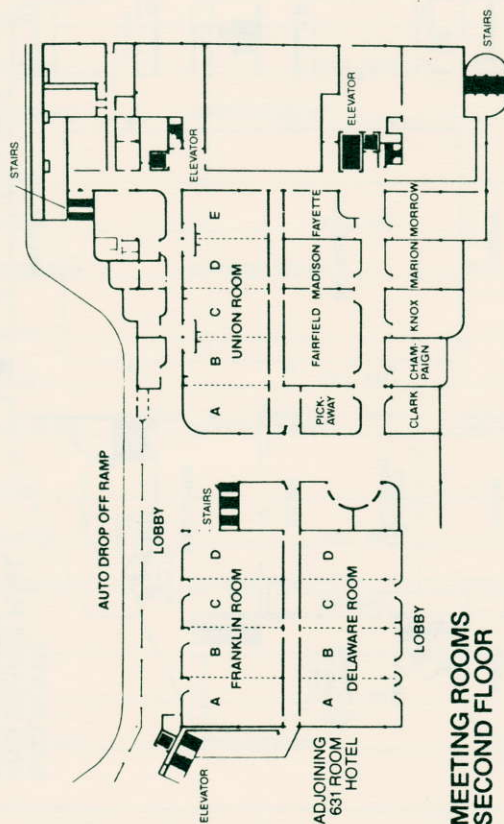 STAIRS
AUTO DROP OFF RAMP
LOBBY
ELEVATOR
A
B
C
D
FRANKLIN ROOM
STAIRS
A
B
C
D
E
UNION ROOM
ELEVATOR
ADJOINING
631 ROOM
HOTEL
A
B
C
D
DELAWARE ROOM
LOBBY
PICK-
AWAY
FAIRFIELD
MADISON
FAYETTE
ELEVATOR
CLARK
CHAM-
PAIGN
KNOX
MARION
MORROW
STAIRS
MEETING ROOMS
SECOND FLOOR